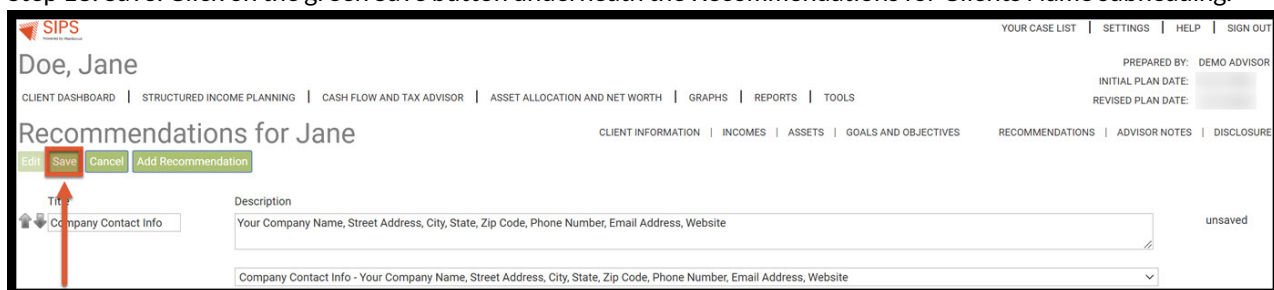 SIPS
YOUR CASE LIST | SETTINGS | HELP | SIGN OUT
Doe, Jane
PREPARED BY: DEMO ADVISOR
INITIAL PLAN DATE:
CLIENT DASHBOARD | STRUCTURED INCOME PLANNING | CASH FLOW AND TAX ADVISOR | ASSET ALLOCATION AND NET WORTH | GRAPHS | REPORTS | TOOLS
REVISED PLAN DATE:
Recommendations for Jane
CLIENT INFORMATION | INCOMES | ASSETS | GOALS AND OBJECTIVES RECOMMENDATIONS | ADVISOR NOTES | DISCLOSURE
Edit Save Cancel Add Recommendation
Title Description
Company Contact Info Your Company Name, Street Address, City, State, Zip Code, Phone Number, Email Address, Website unsaved
Company Contact Info - Your Company Name, Street Address, City, State, Zip Code, Phone Number, Email Address, Website